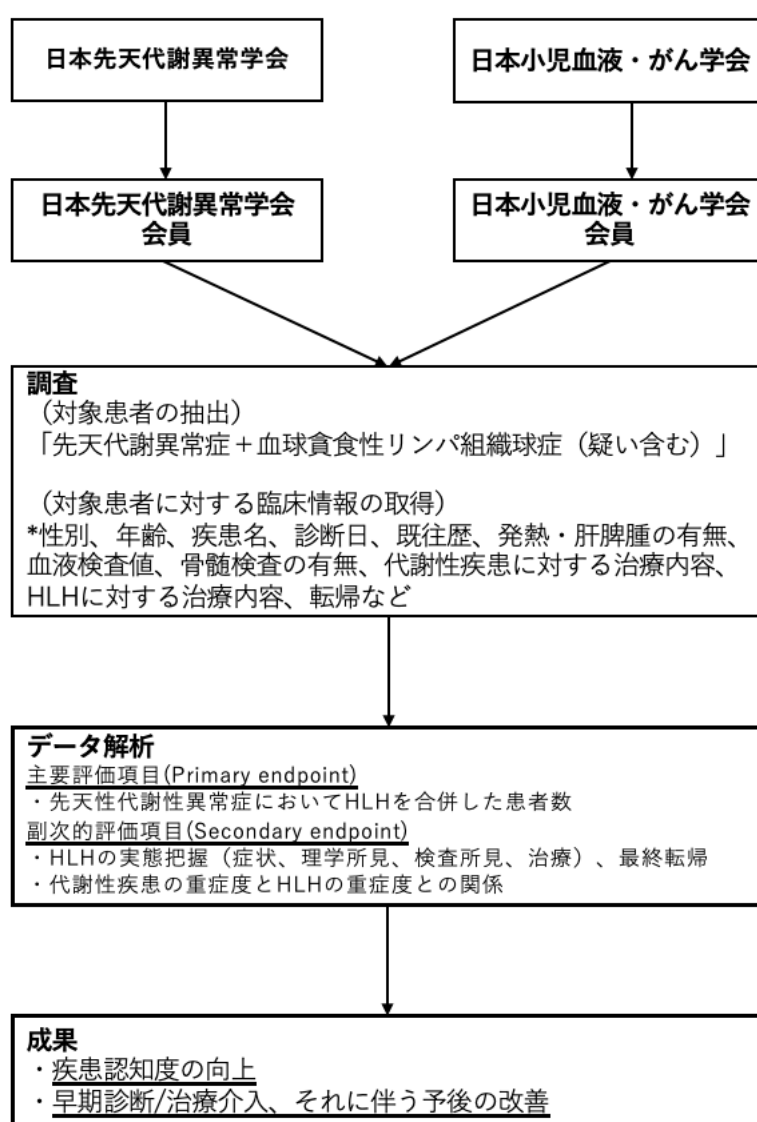 日本先天代謝異常学会
日本小児血液・がん学会
日本先天代謝異常学会
会員
日本小児血液・がん学会
会員
調査
（対象患者の抽出）
「先天代謝異常症＋血球貪食性リンパ組織球症（疑い含む）」
（対象患者に対する臨床情報の取得）
*性別、年齢、疾患名、診断日、既往歴、発熱・肝脾腫の有無、
血液検査値、骨髄検査の有無、代謝性疾患に対する治療内容、
HLHに対する治療内容、転帰など
データ解析
主要評価項目(Primary endpoint)
・先天性代謝性異常症においてHLHを合併した患者数
副次的評価項目(Secondary endpoint)
・HLHの実態把握（症状、理学所見、検査所見、治療）、最終転帰
・代謝性疾患の重症度とHLHの重症度との関係
成果
・疾患認知度の向上
・早期診断/治療介入、それに伴う予後の改善